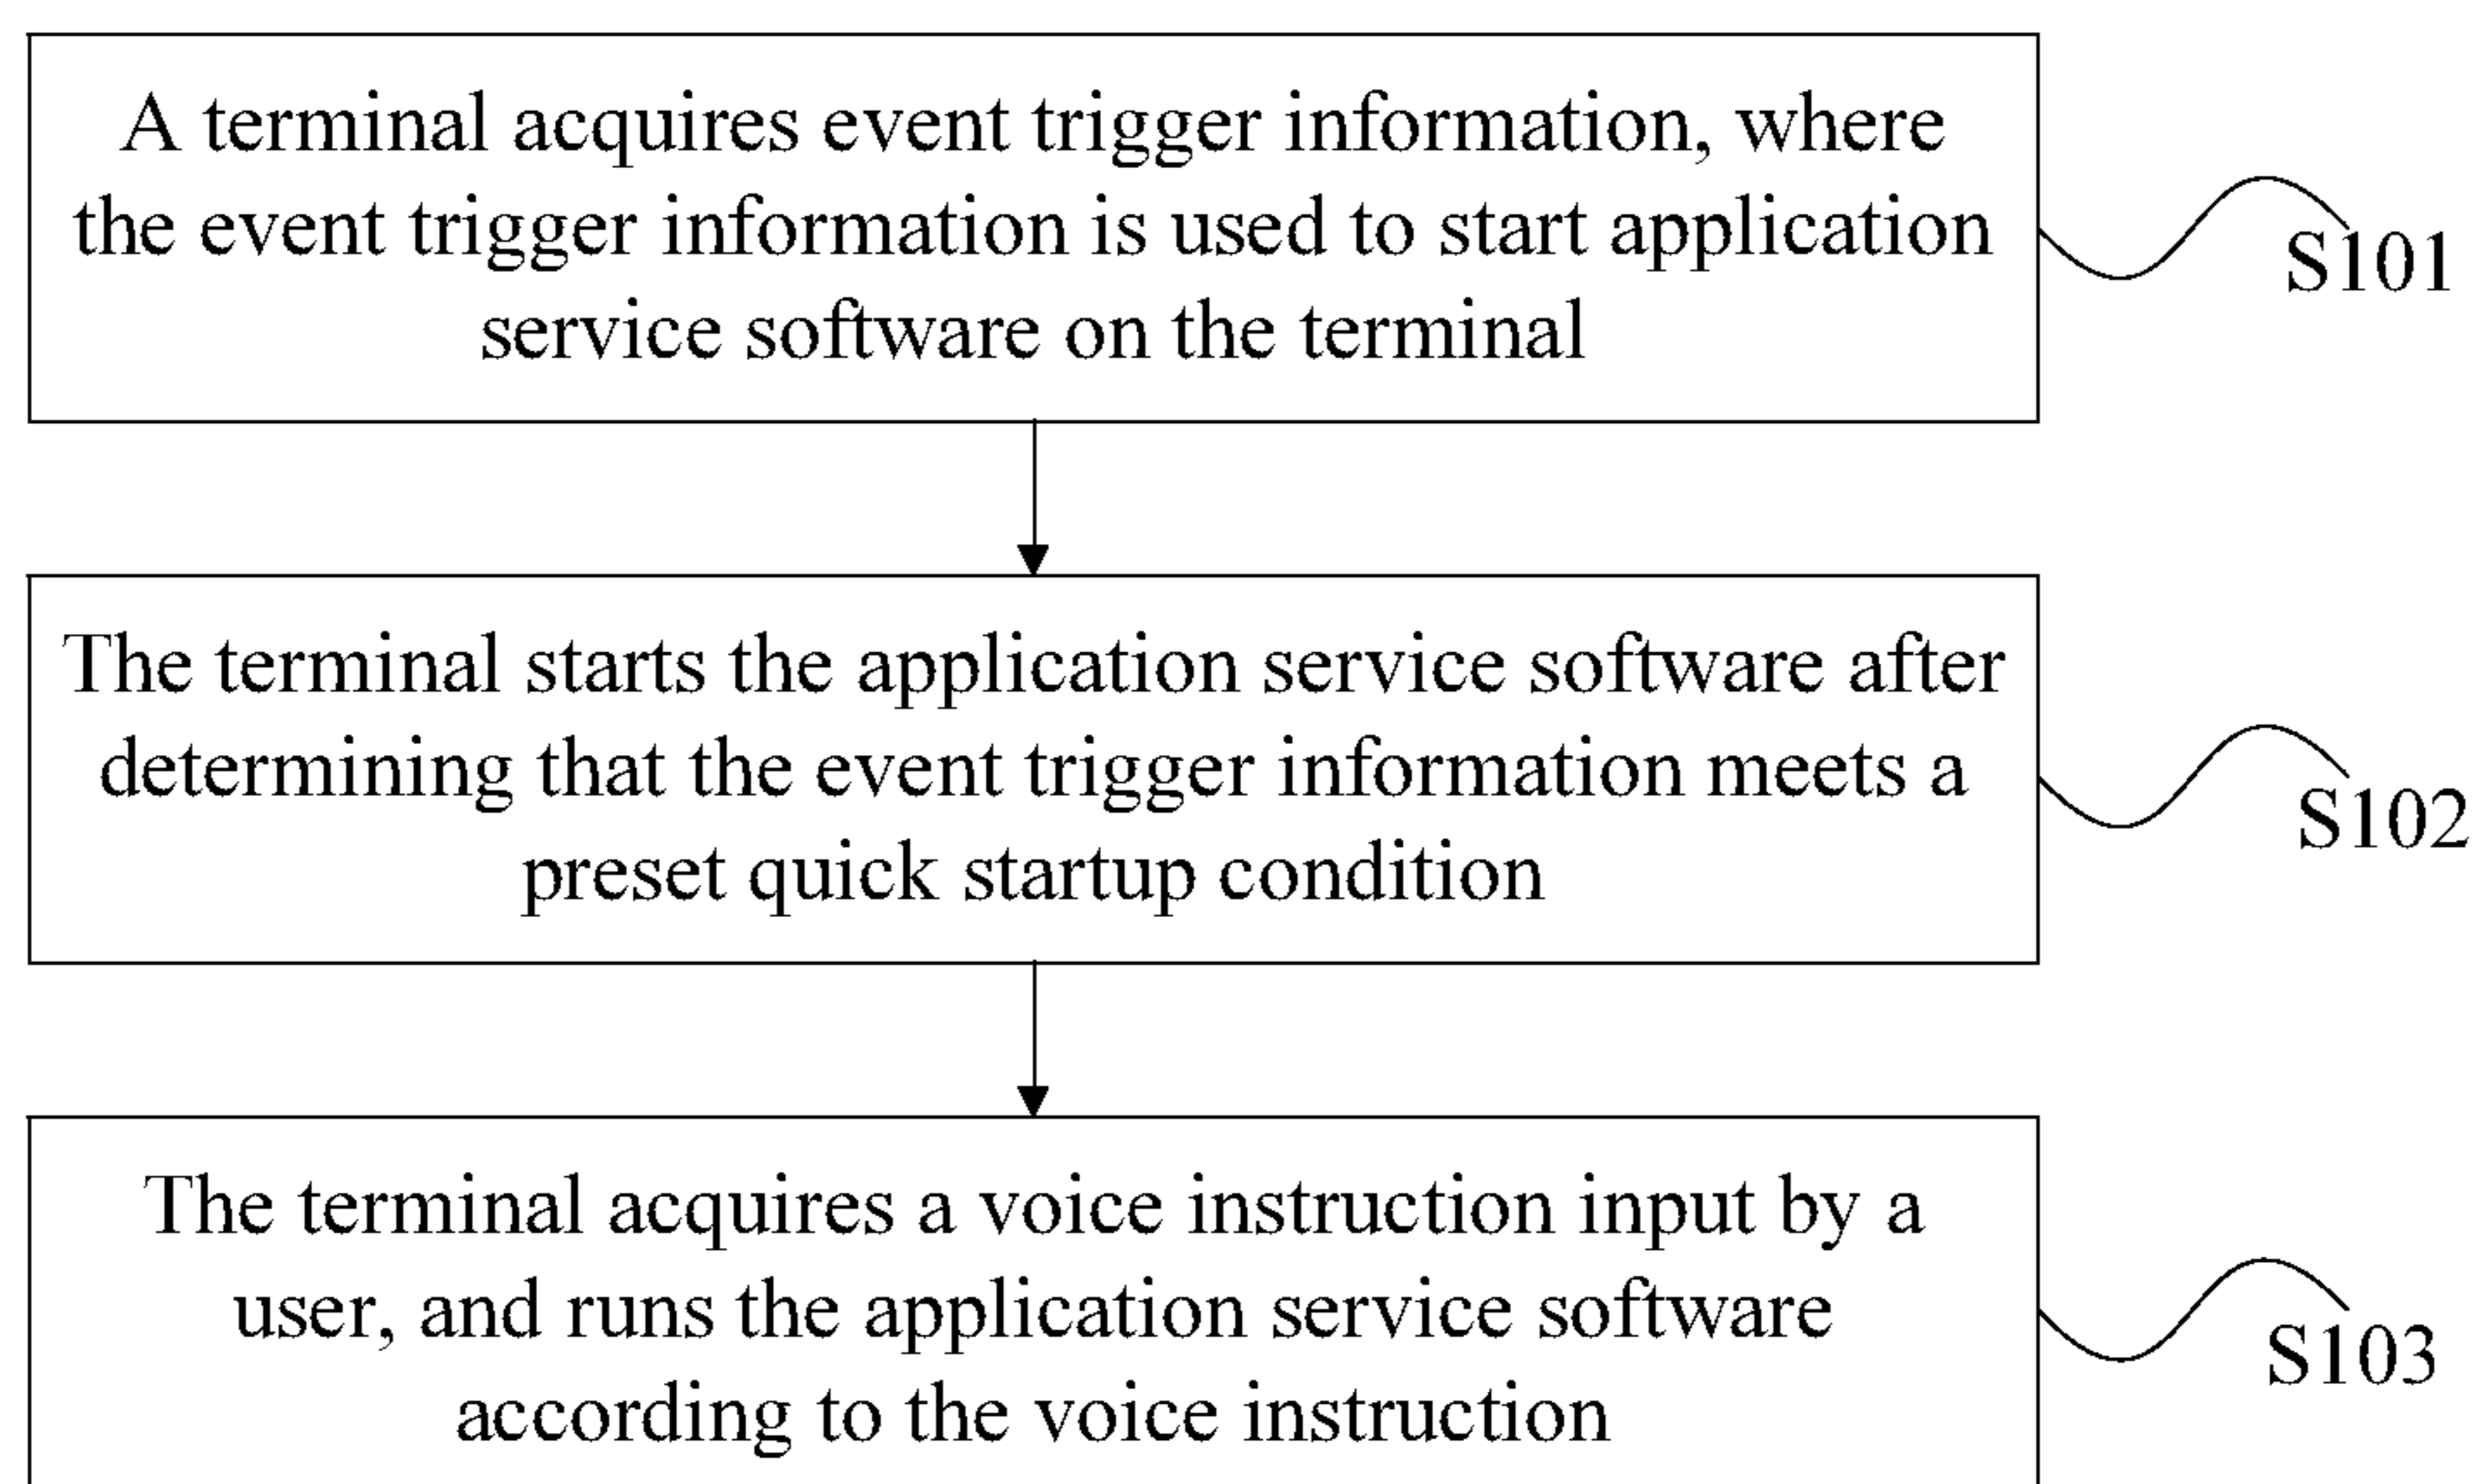 A terminal acquires event trigger information, where
the event trigger information is used to start application
service software on the terminal
S101
The terminal starts the application service software after
determining that the event trigger information meets a
preset quick startup condition
S102
The terminal acquires a voice instruction input by a
user, and runs the application service software
according to the voice instruction
S103